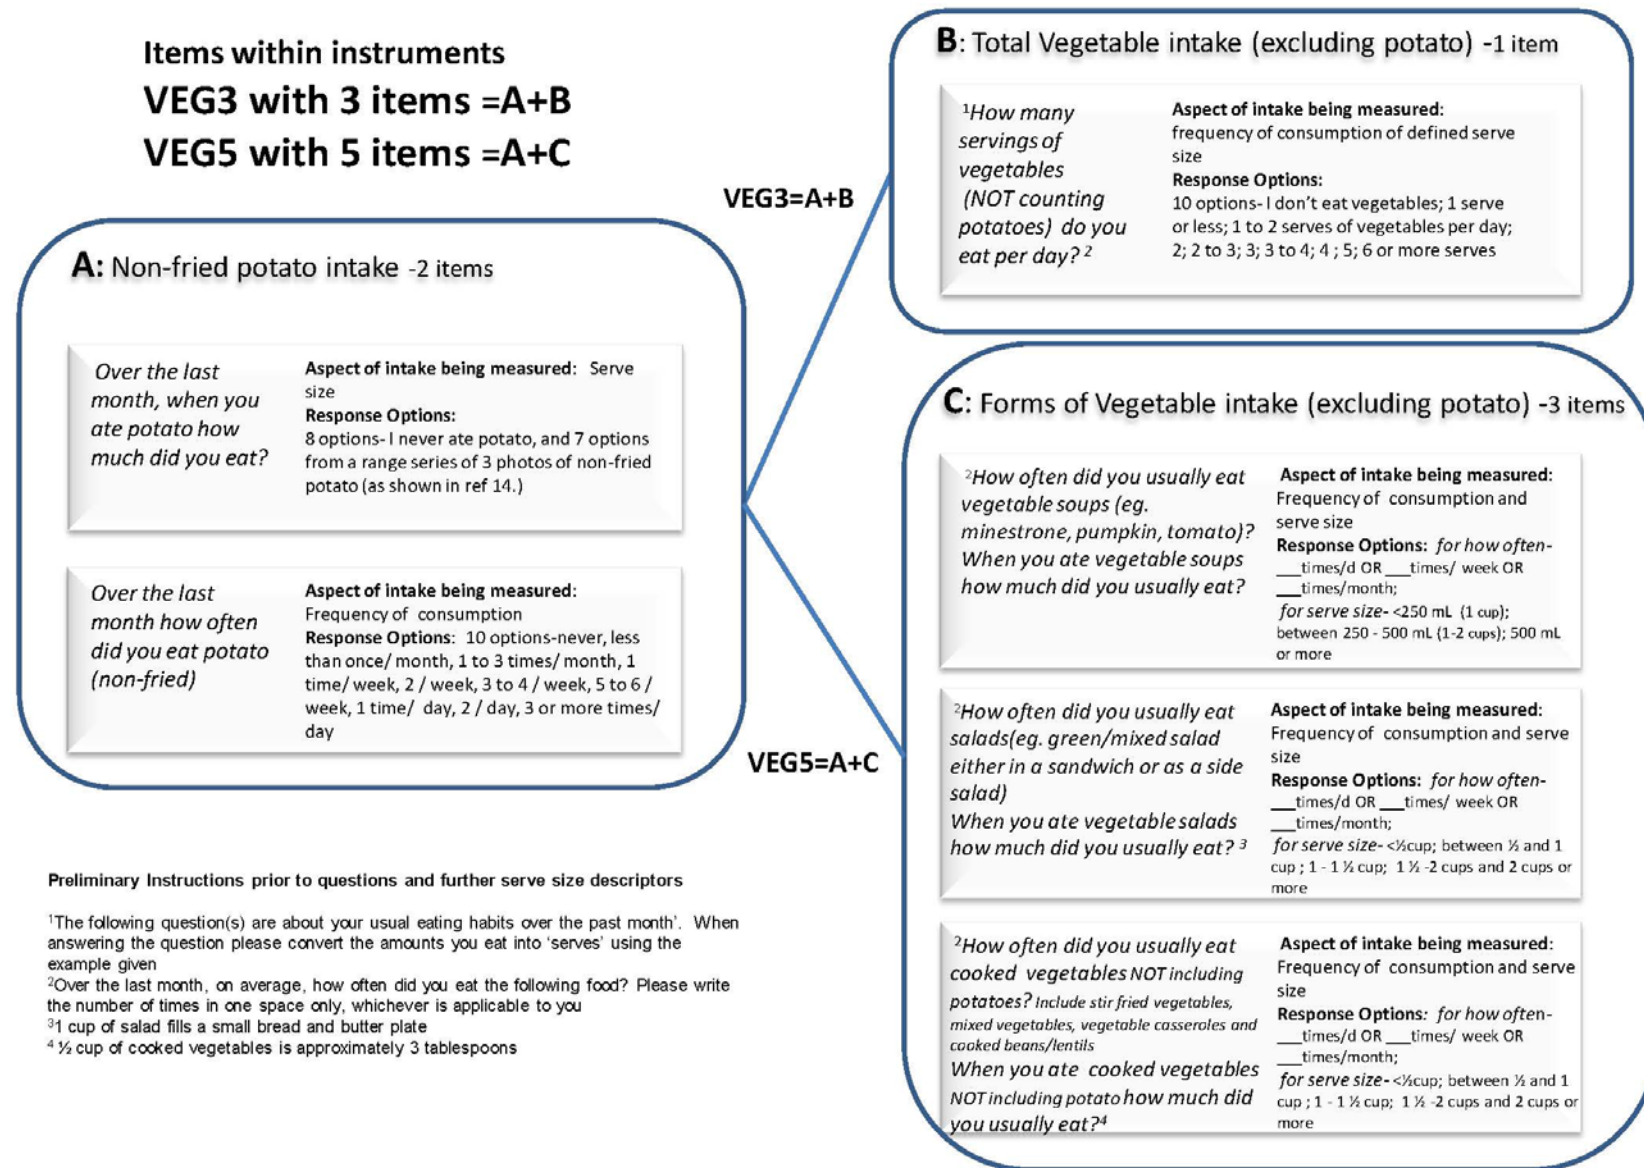 Items within instruments
VEG3 with 3 items =A+B
VEG5 with 5 items =A+C
A: Non-fried potato intake -2 items
Over the last
month, when you
ate potato how
much did you eat?
Aspect of intake being measured: Serve
size
Response Options:
8 options- I never ate potato, and 7 options
from a range series of 3 photos of non-fried
potato (as shown in ref 14.)
Over the last
month how often
did you eat potato
(non-fried)
Aspect of intake being measured:
Frequency of consumption
Response Options: 10 options-never, less
than once/ month, 1 to 3 times/ month, 1
time/ week, 2 / week, 3 to 4 / week, 5 to 6 /
week, 1 time/ day, 2 / day, 3 or more times/
day
VEG3=A+B
VEG5=A+C
B: Total Vegetable intake (excluding potato) -1 item
¹How many
servings of
vegetables
(NOT counting
potatoes) do you
eat per day? ²
Aspect of intake being measured:
frequency of consumption of defined serve
size
Response Options:
10 options- I don't eat vegetables; 1 serve
or less; 1 to 2 serves of vegetables per day;
2; 2 to 3; 3; 3 to 4; 4 ; 5; 6 or more serves
C: Forms of Vegetable intake (excluding potato) -3 items
²How often did you usually eat
vegetable soups (eg.
minestrone, pumpkin, tomato)?
When you ate vegetable soups
how much did you usually eat?
Aspect of intake being measured:
Frequency of consumption and
serve size
Response Options: for how often-
___times/d OR ___times/ week OR
___times/month;
for serve size- <250 mL (1 cup);
between 250 - 500 mL (1-2 cups); 500 mL
or more
²How often did you usually eat
salads(eg. green/mixed salad
either in a sandwich or as a side
salad)
When you ate vegetable salads
how much did you usually eat? ³
Aspect of intake being measured:
Frequency of consumption and serve
size
Response Options: for how often-
___times/d OR ___times/ week OR
___times/month;
for serve size- <½cup; between ½ and 1
cup ; 1 - 1 ½ cup; 1 ½ -2 cups and 2 cups or
more
²How often did you usually eat
cooked vegetables NOT including
potatoes? Include stir fried vegetables,
mixed vegetables, vegetable casseroles and
cooked beans/lentils
When you ate cooked vegetables
NOT including potato how much did
you usually eat?⁴
Aspect of intake being measured:
Frequency of consumption and serve
size
Response Options: for how often-
___times/d OR ___times/ week OR
___times/month;
for serve size- <½cup; between ½ and 1
cup ; 1 - 1 ½ cup; 1 ½ -2 cups and 2 cups or
more
Preliminary Instructions prior to questions and further serve size descriptors
¹The following question(s) are about your usual eating habits over the past month'. When
answering the question please convert the amounts you eat into 'serves' using the
example given
²Over the last month, on average, how often did you eat the following food? Please write
the number of times in one space only, whichever is applicable to you
³1 cup of salad fills a small bread and butter plate
⁴ ½ cup of cooked vegetables is approximately 3 tablespoons